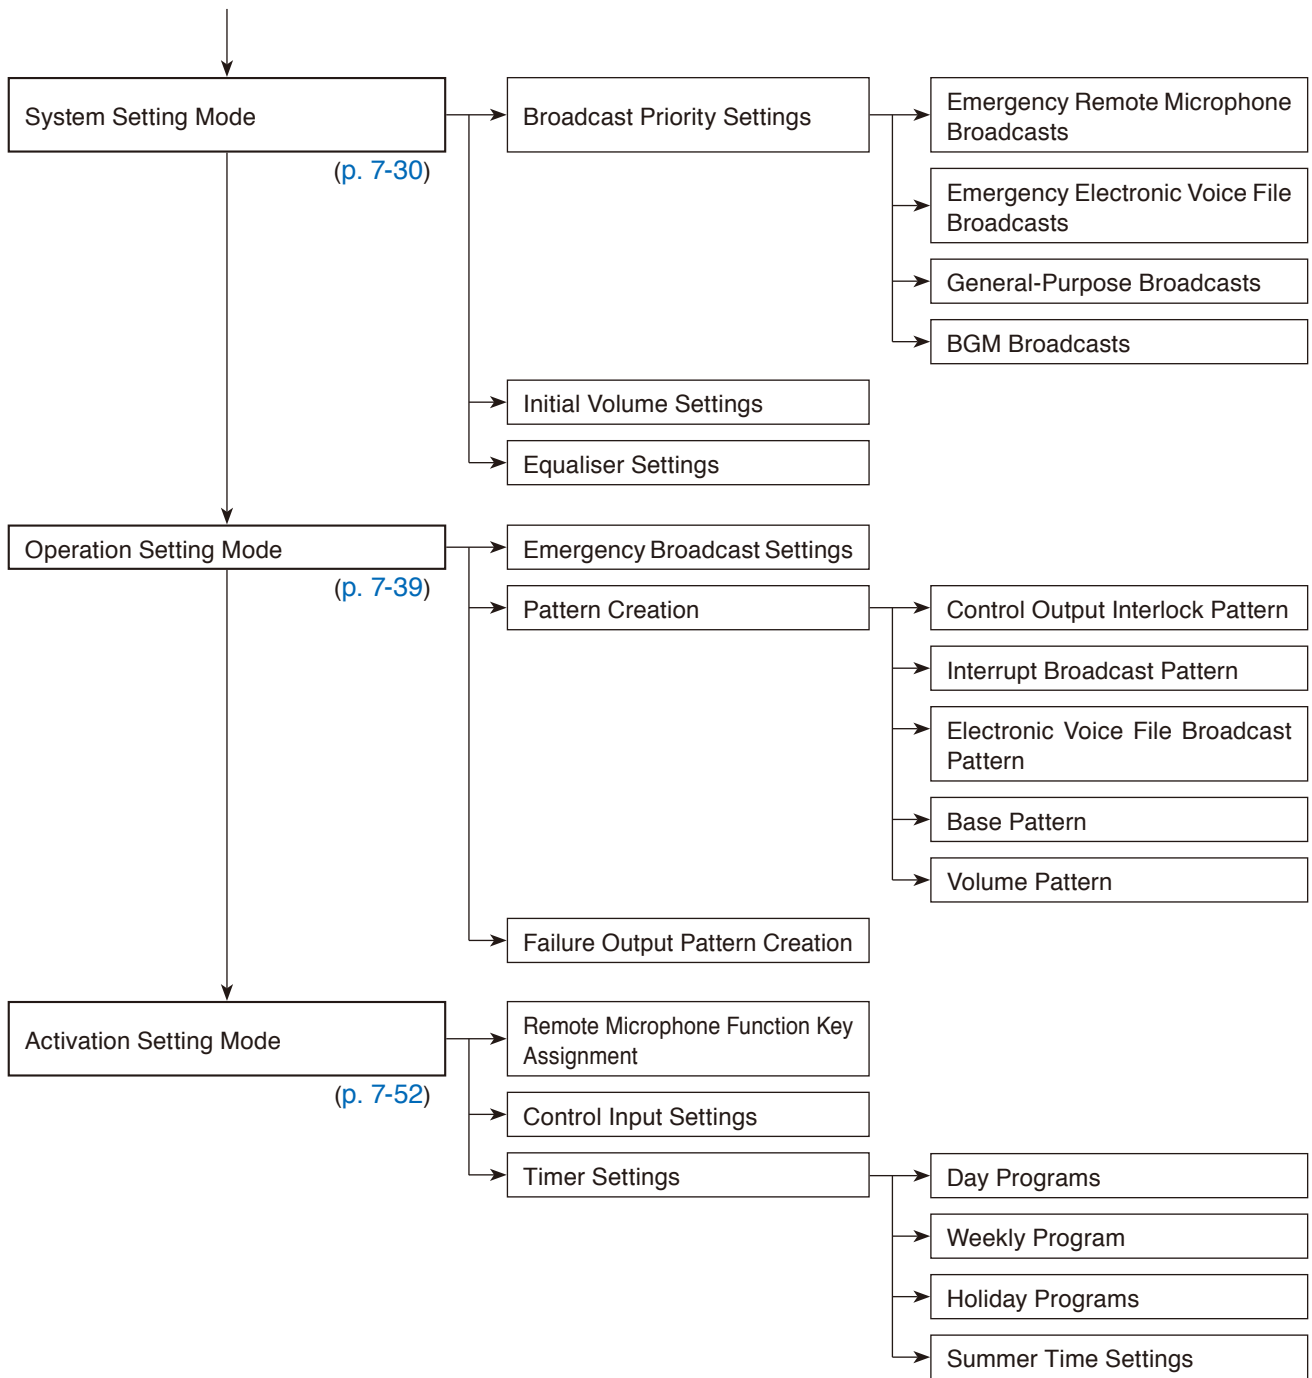 System Setting Mode
(p. 7-30)
Broadcast Priority Settings
Emergency Remote Microphone
Broadcasts
Emergency Electronic Voice File
Broadcasts
General-Purpose Broadcasts
BGM Broadcasts
Initial Volume Settings
Equaliser Settings
Operation Setting Mode
(p. 7-39)
Emergency Broadcast Settings
Pattern Creation
Control Output Interlock Pattern
Interrupt Broadcast Pattern
Electronic Voice File Broadcast
Pattern
Base Pattern
Volume Pattern
Failure Output Pattern Creation
Activation Setting Mode
(p. 7-52)
Remote Microphone Function Key
Assignment
Control Input Settings
Timer Settings
Day Programs
Weekly Program
Holiday Programs
Summer Time Settings